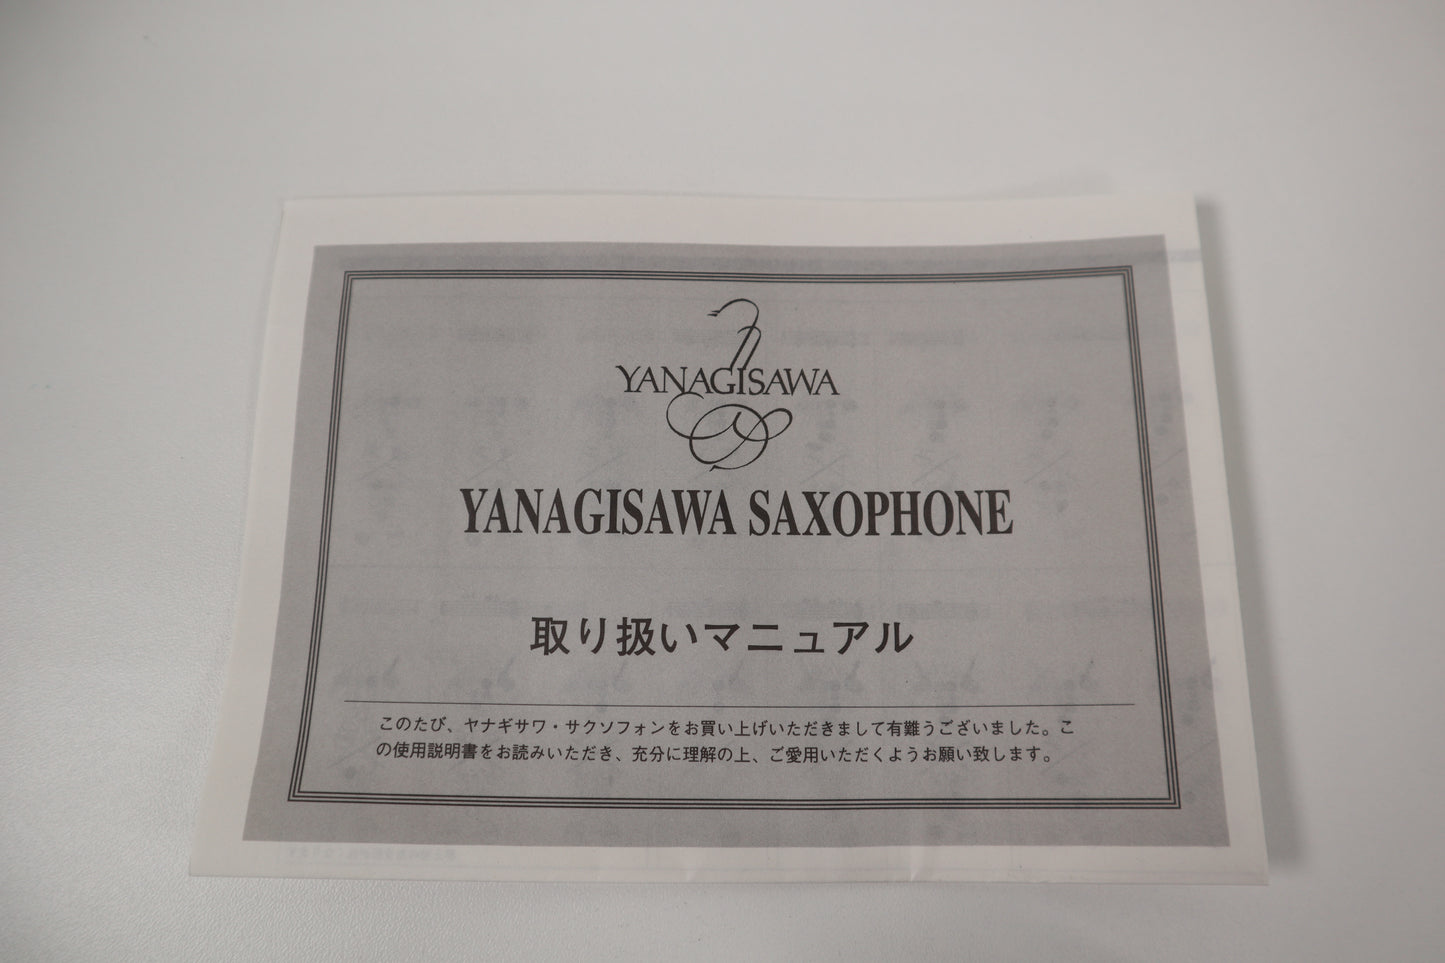 YANAGISAWA
YANAGISAWA SAXOPHONE
取り扱いマニュアル
このたび、ヤナギサワ・サクソフォンをお買い上げいただきまして有難うございました。こ
の使用説明書をお読みいただき、充分に理解の上、ご愛用いただくようお願い致します。